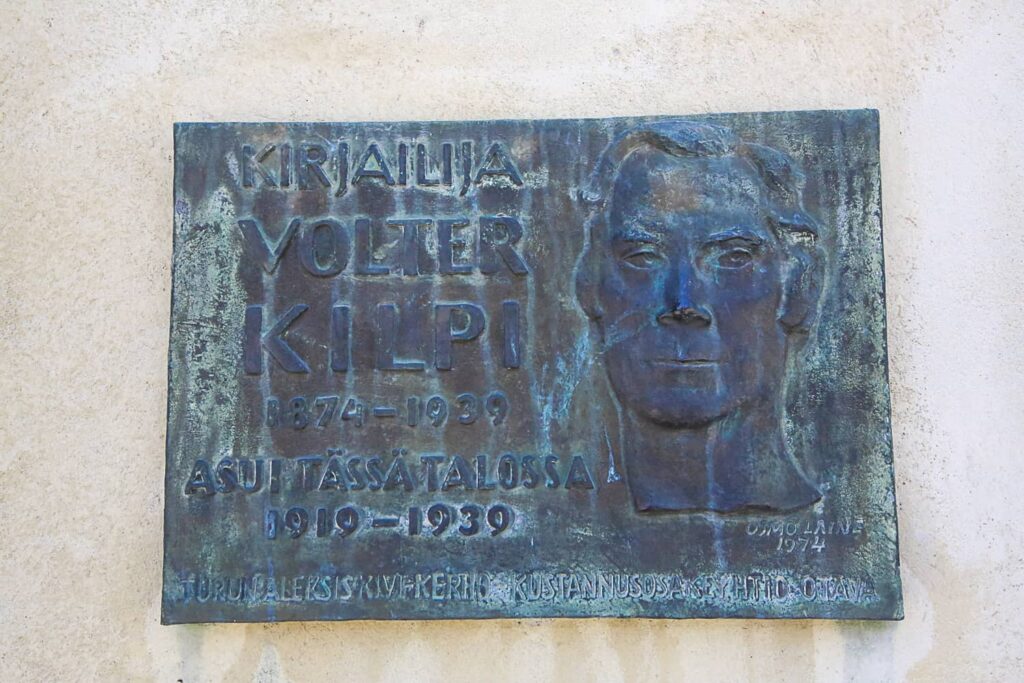 KIRJAILIJA
VOLTER
KILPI
1874-1939
ASUI TÄSSÄ TALOSSA
1919-1939
OSMO LAINE
1974
TURUN ALEKSIS KIVI-KERHO KUSTANNUSOSAKEYHTIÖ OTAVA